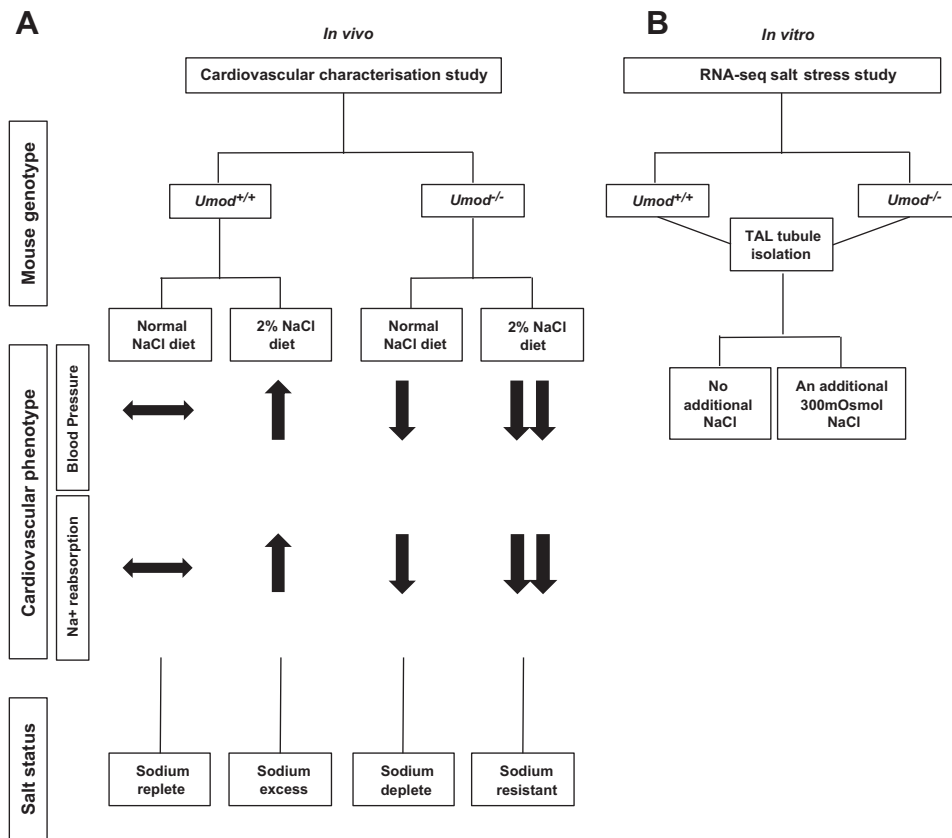 A
In vivo
Cardiovascular characterisation study
Mouse genotype
Umod+/+
Umod-/-
Normal
NaCl diet
2% NaCl
diet
Normal
NaCl diet
2% NaCl
diet
Cardiovascular phenotype
Blood Pressure
Na+ reabsorption
Salt status
Sodium
replete
Sodium
excess
Sodium
deplete
Sodium
resistant
B
In vitro
RNA-seq salt stress study
Umod+/+
Umod-/-
TAL tubule
isolation
No
additional
NaCl
An additional
300mOsmol
NaCl